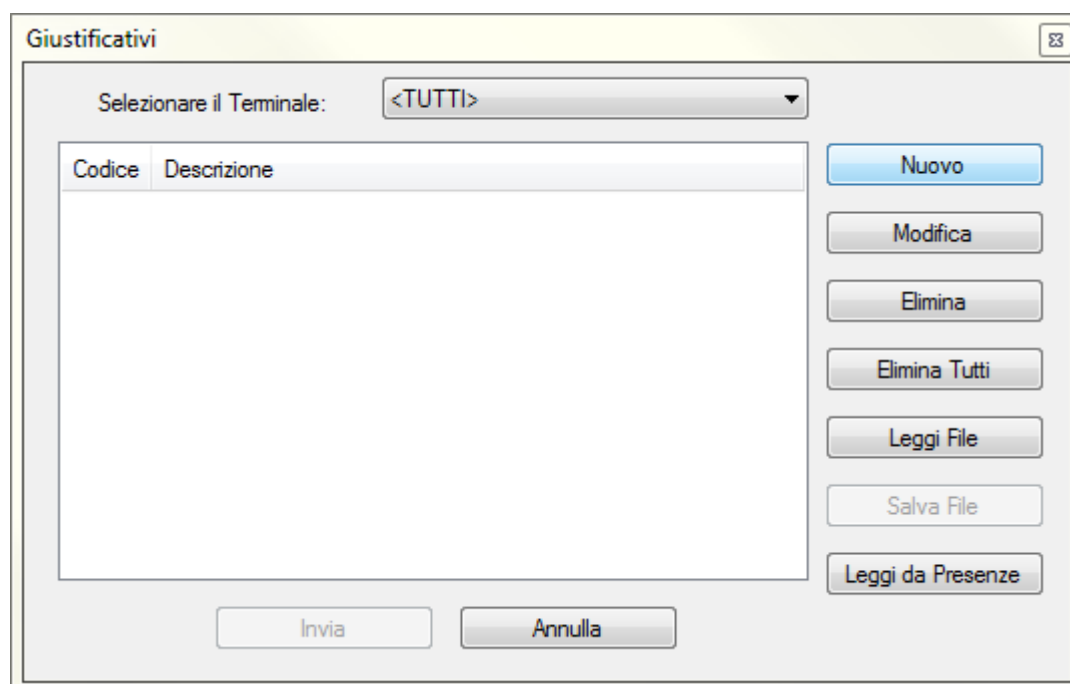 Giustificativi
Selezionare il Terminale: <TUTTI>
Codice Descrizione
Nuovo
Modifica
Elimina
Elimina Tutti
Leggi File
Salva File
Leggi da Presenze
Invia Annulla